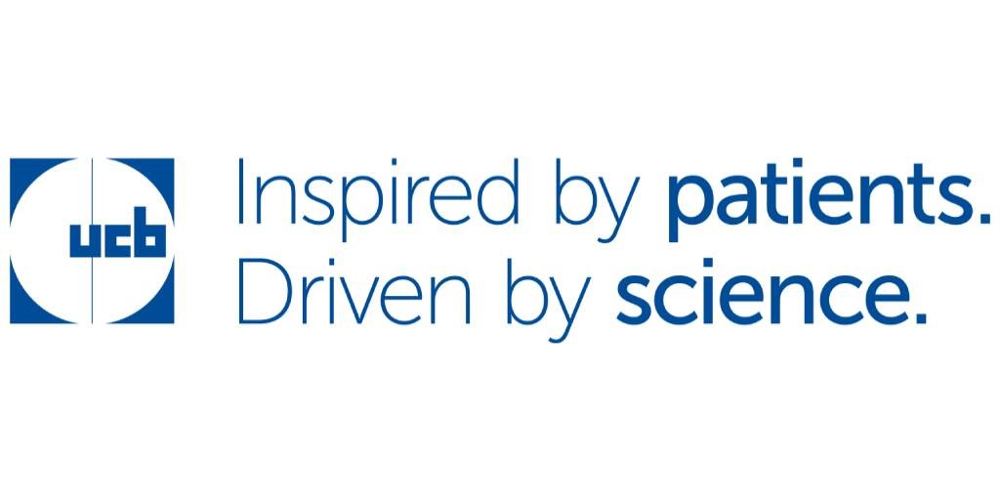 ucb
Inspired by patients.
Driven by science.